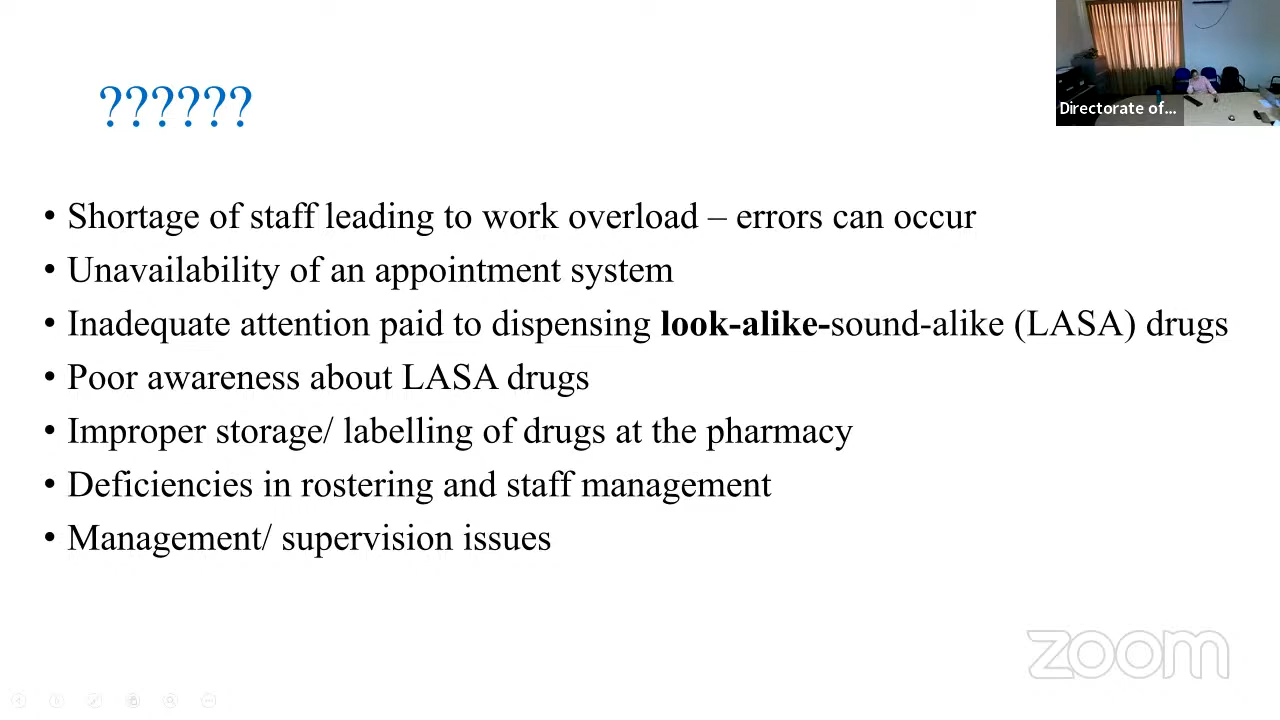 ??????
Directorate of...
• Shortage of staff leading to work overload – errors can occur
• Unavailability of an appointment system
• Inadequate attention paid to dispensing look-alike-sound-alike (LASA) drugs
• Poor awareness about LASA drugs
• Improper storage/ labelling of drugs at the pharmacy
• Deficiencies in rostering and staff management
• Management/ supervision issues
zoom